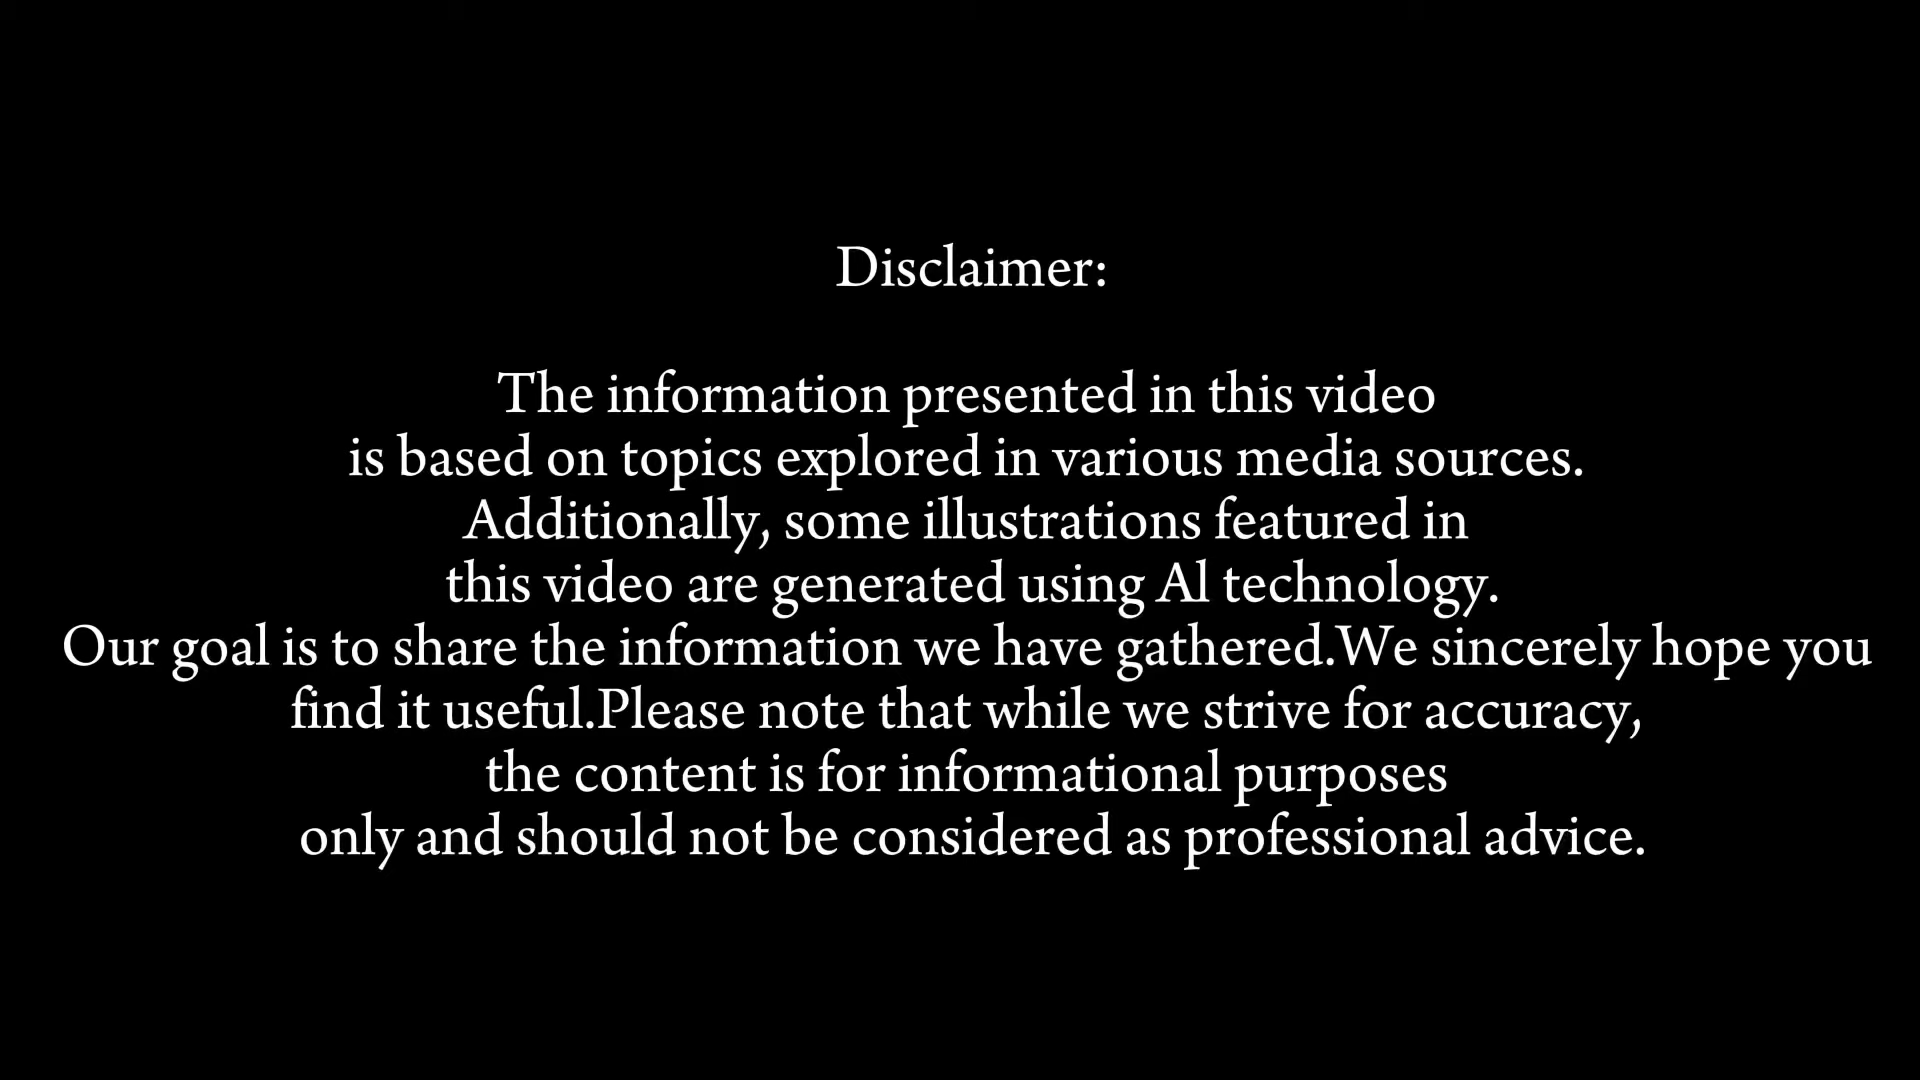 Disclaimer:
The information presented in this video
is based on topics explored in various media sources.
Additionally, some illustrations featured in
this video are generated using Al technology.
Our goal is to share the information we have gathered.We sincerely hope you
find it useful.Please note that while we strive for accuracy,
the content is for informational purposes
only and should not be considered as professional advice.